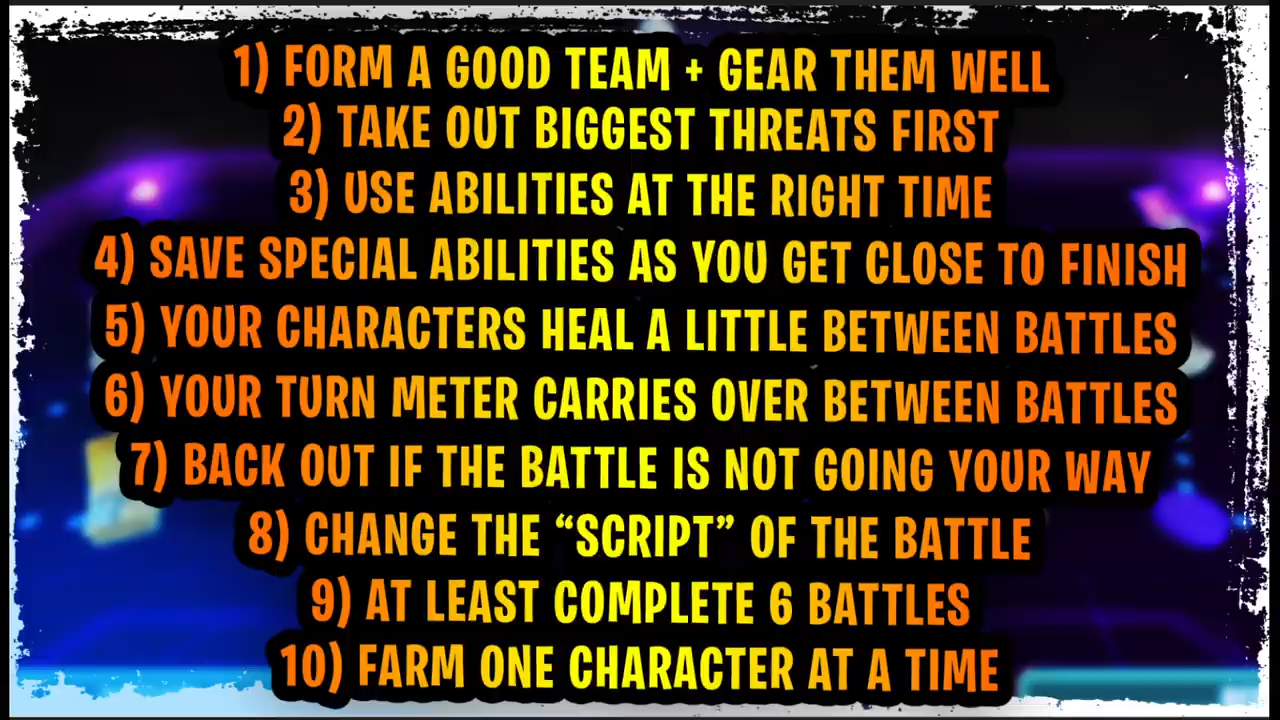 1) FORM A GOOD TEAM + GEAR THEM WELL
2) TAKE OUT BIGGEST THREATS FIRST
3) USE ABILITIES AT THE RIGHT TIME
4) SAVE SPECIAL ABILITIES AS YOU GET CLOSE TO FINISH
5) YOUR CHARACTERS HEAL A LITTLE BETWEEN BATTLES
6) YOUR TURN METER CARRIES OVER BETWEEN BATTLES
7) BACK OUT IF THE BATTLE IS NOT GOING YOUR WAY
8) CHANGE THE “SCRIPT” OF THE BATTLE
9) AT LEAST COMPLETE 6 BATTLES
10) FARM ONE CHARACTER AT A TIME